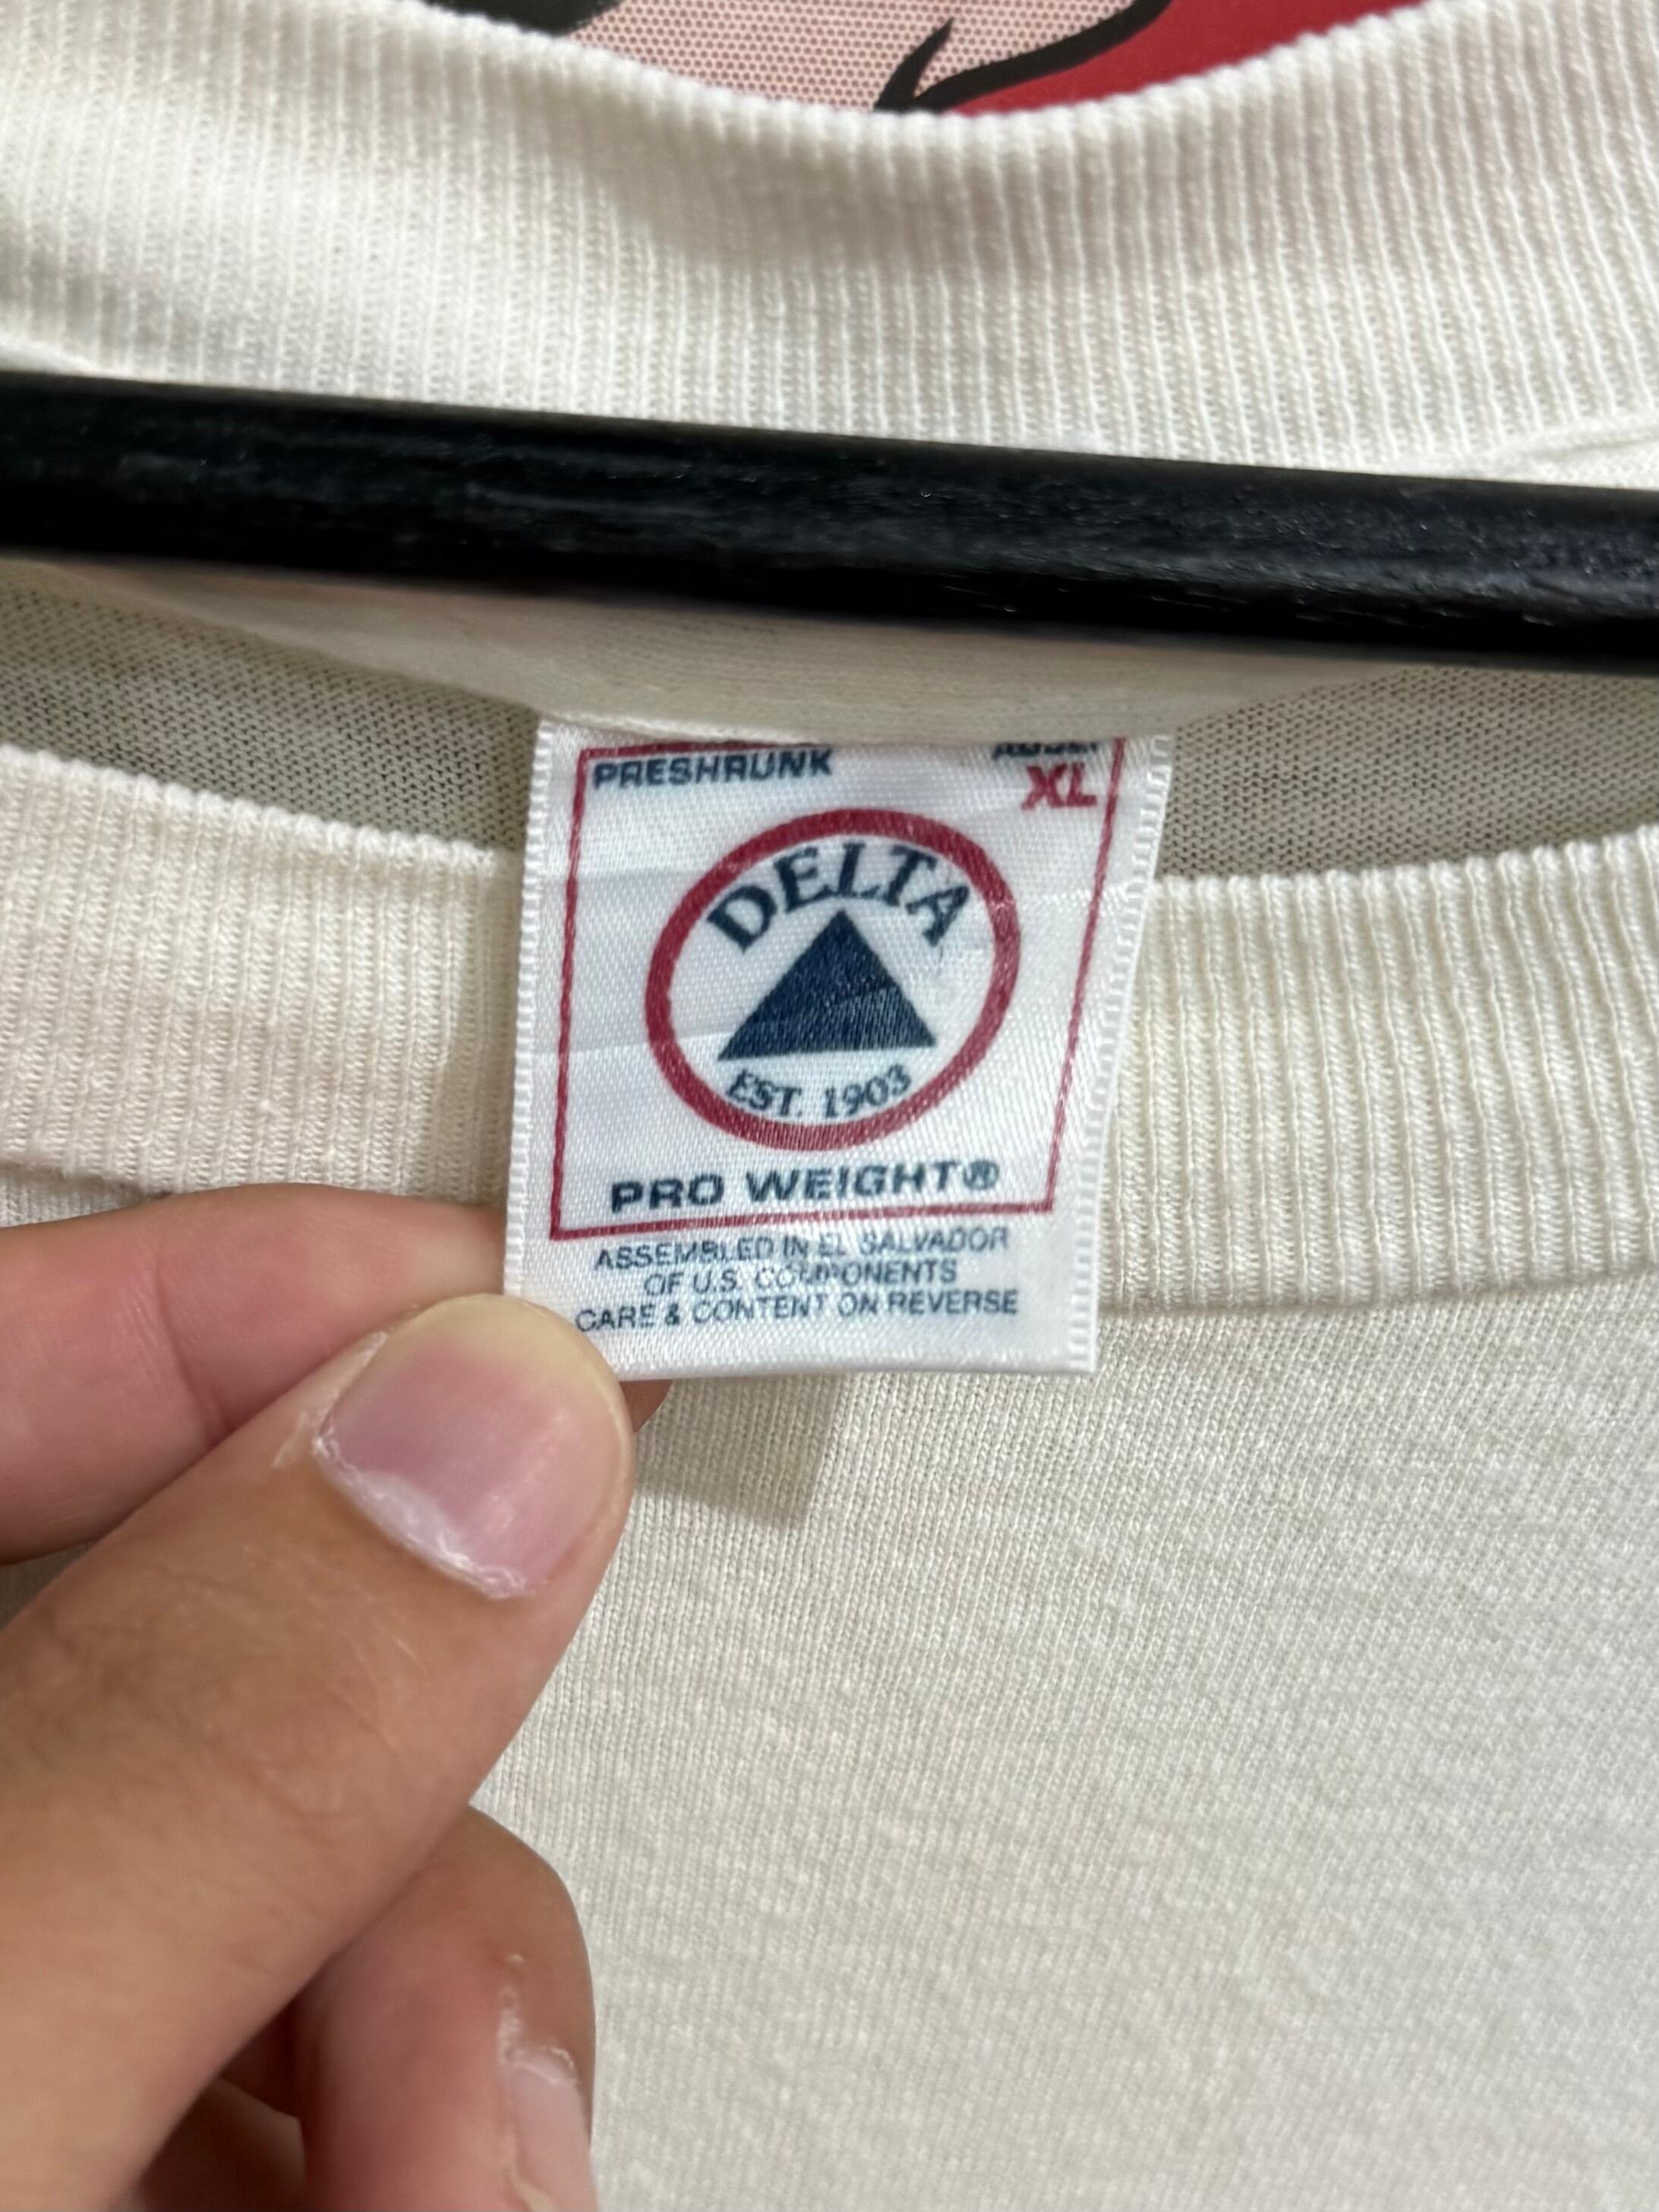 PRESHRUNK
XL
DELTA
EST. 1903
PRO WEIGHT®
ASSEMBLED IN EL SALVADOR
OF U.S. COMPONENTS
CARE & CONTENT ON REVERSE